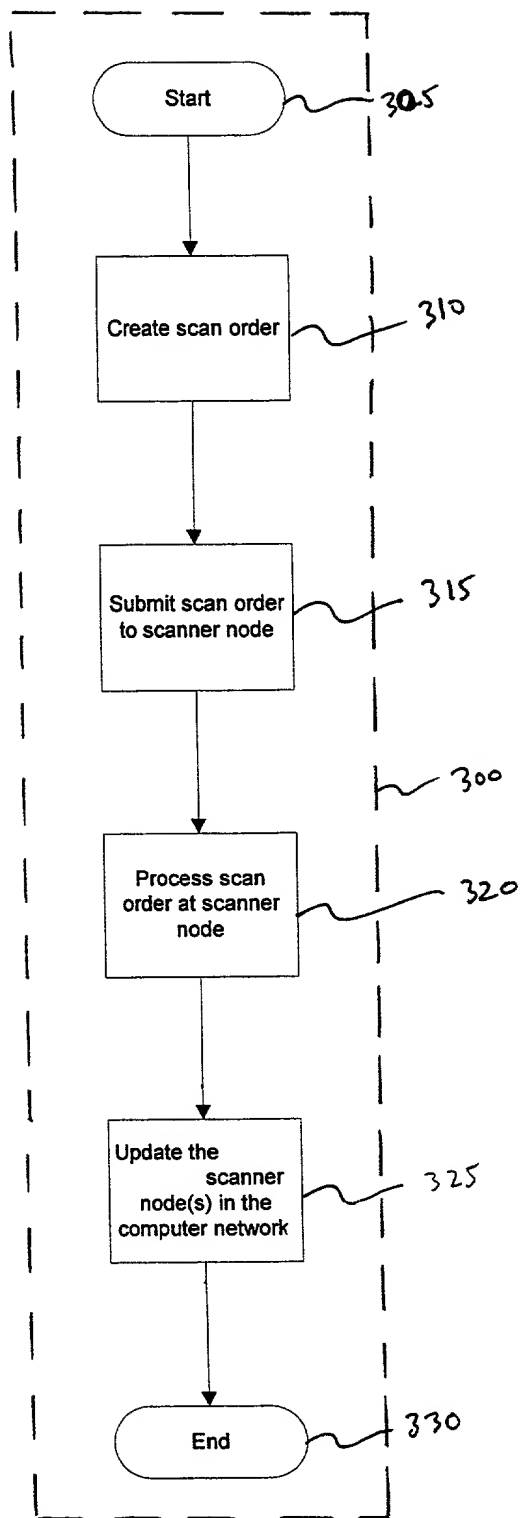 Start
305
Create scan order
310
Submit scan order
to scanner node
315
300
Process scan
order at scanner
node
320
Update the
scanner
node(s) in the
computer network
325
End
330